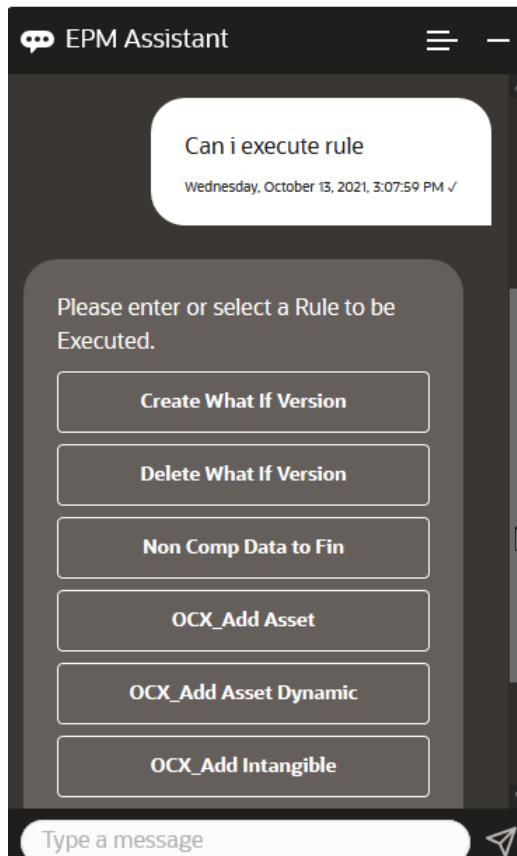 EPM Assistant
Can i execute rule
Wednesday, October 13, 2021, 3:07:59 PM ✓
Please enter or select a Rule to be
Executed.
Create What If Version
Delete What If Version
Non Comp Data to Fin
OCX_Add Asset
OCX_Add Asset Dynamic
OCX_Add Intangible
Type a message